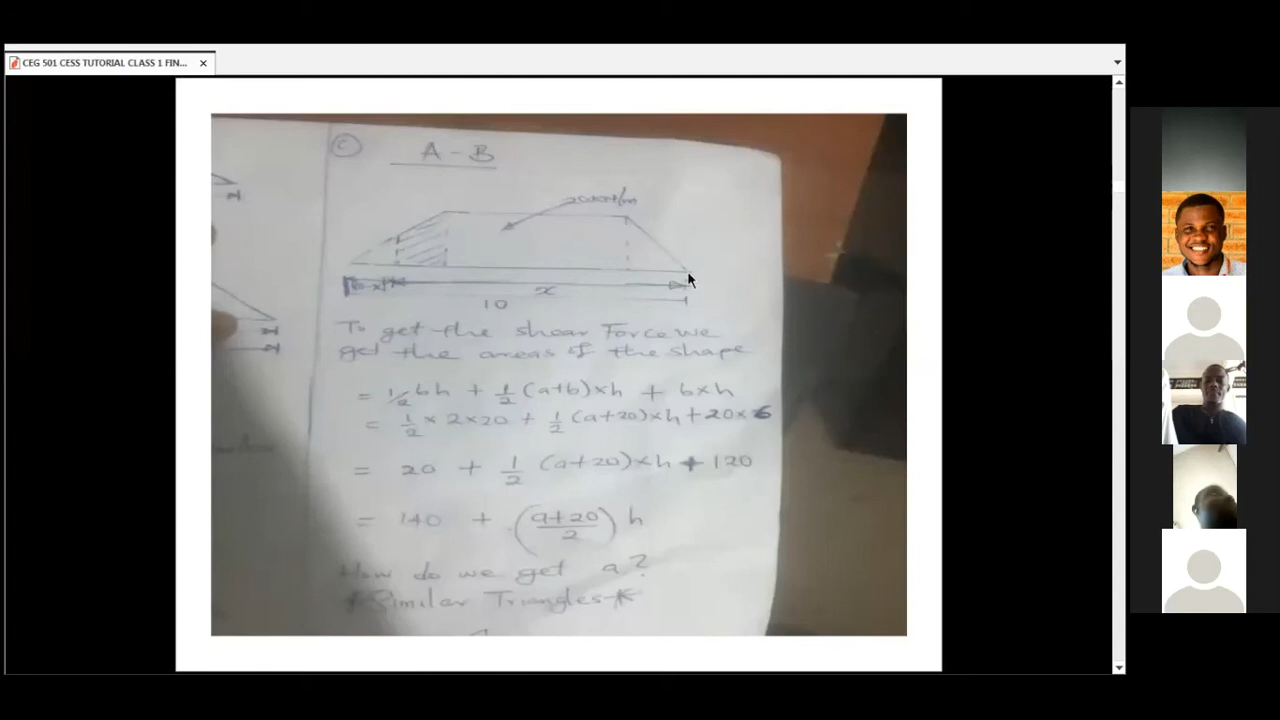 CEG 501 CESS TUTORIAL CLASS 1 FIN...
C
A - B
20kN/m
x
10
To get the shear Force we
get the areas of the shape
= 1/2 bh + 1/2 (a+b) × h + b×h
= 1/2 × 2×20 + 1/2 (a+20)×h + 20×6
= 20 + 1/2 (a+20)×h + 120
= 140 + (a+20/2) h
How do we get a?
* Similar Triangles *